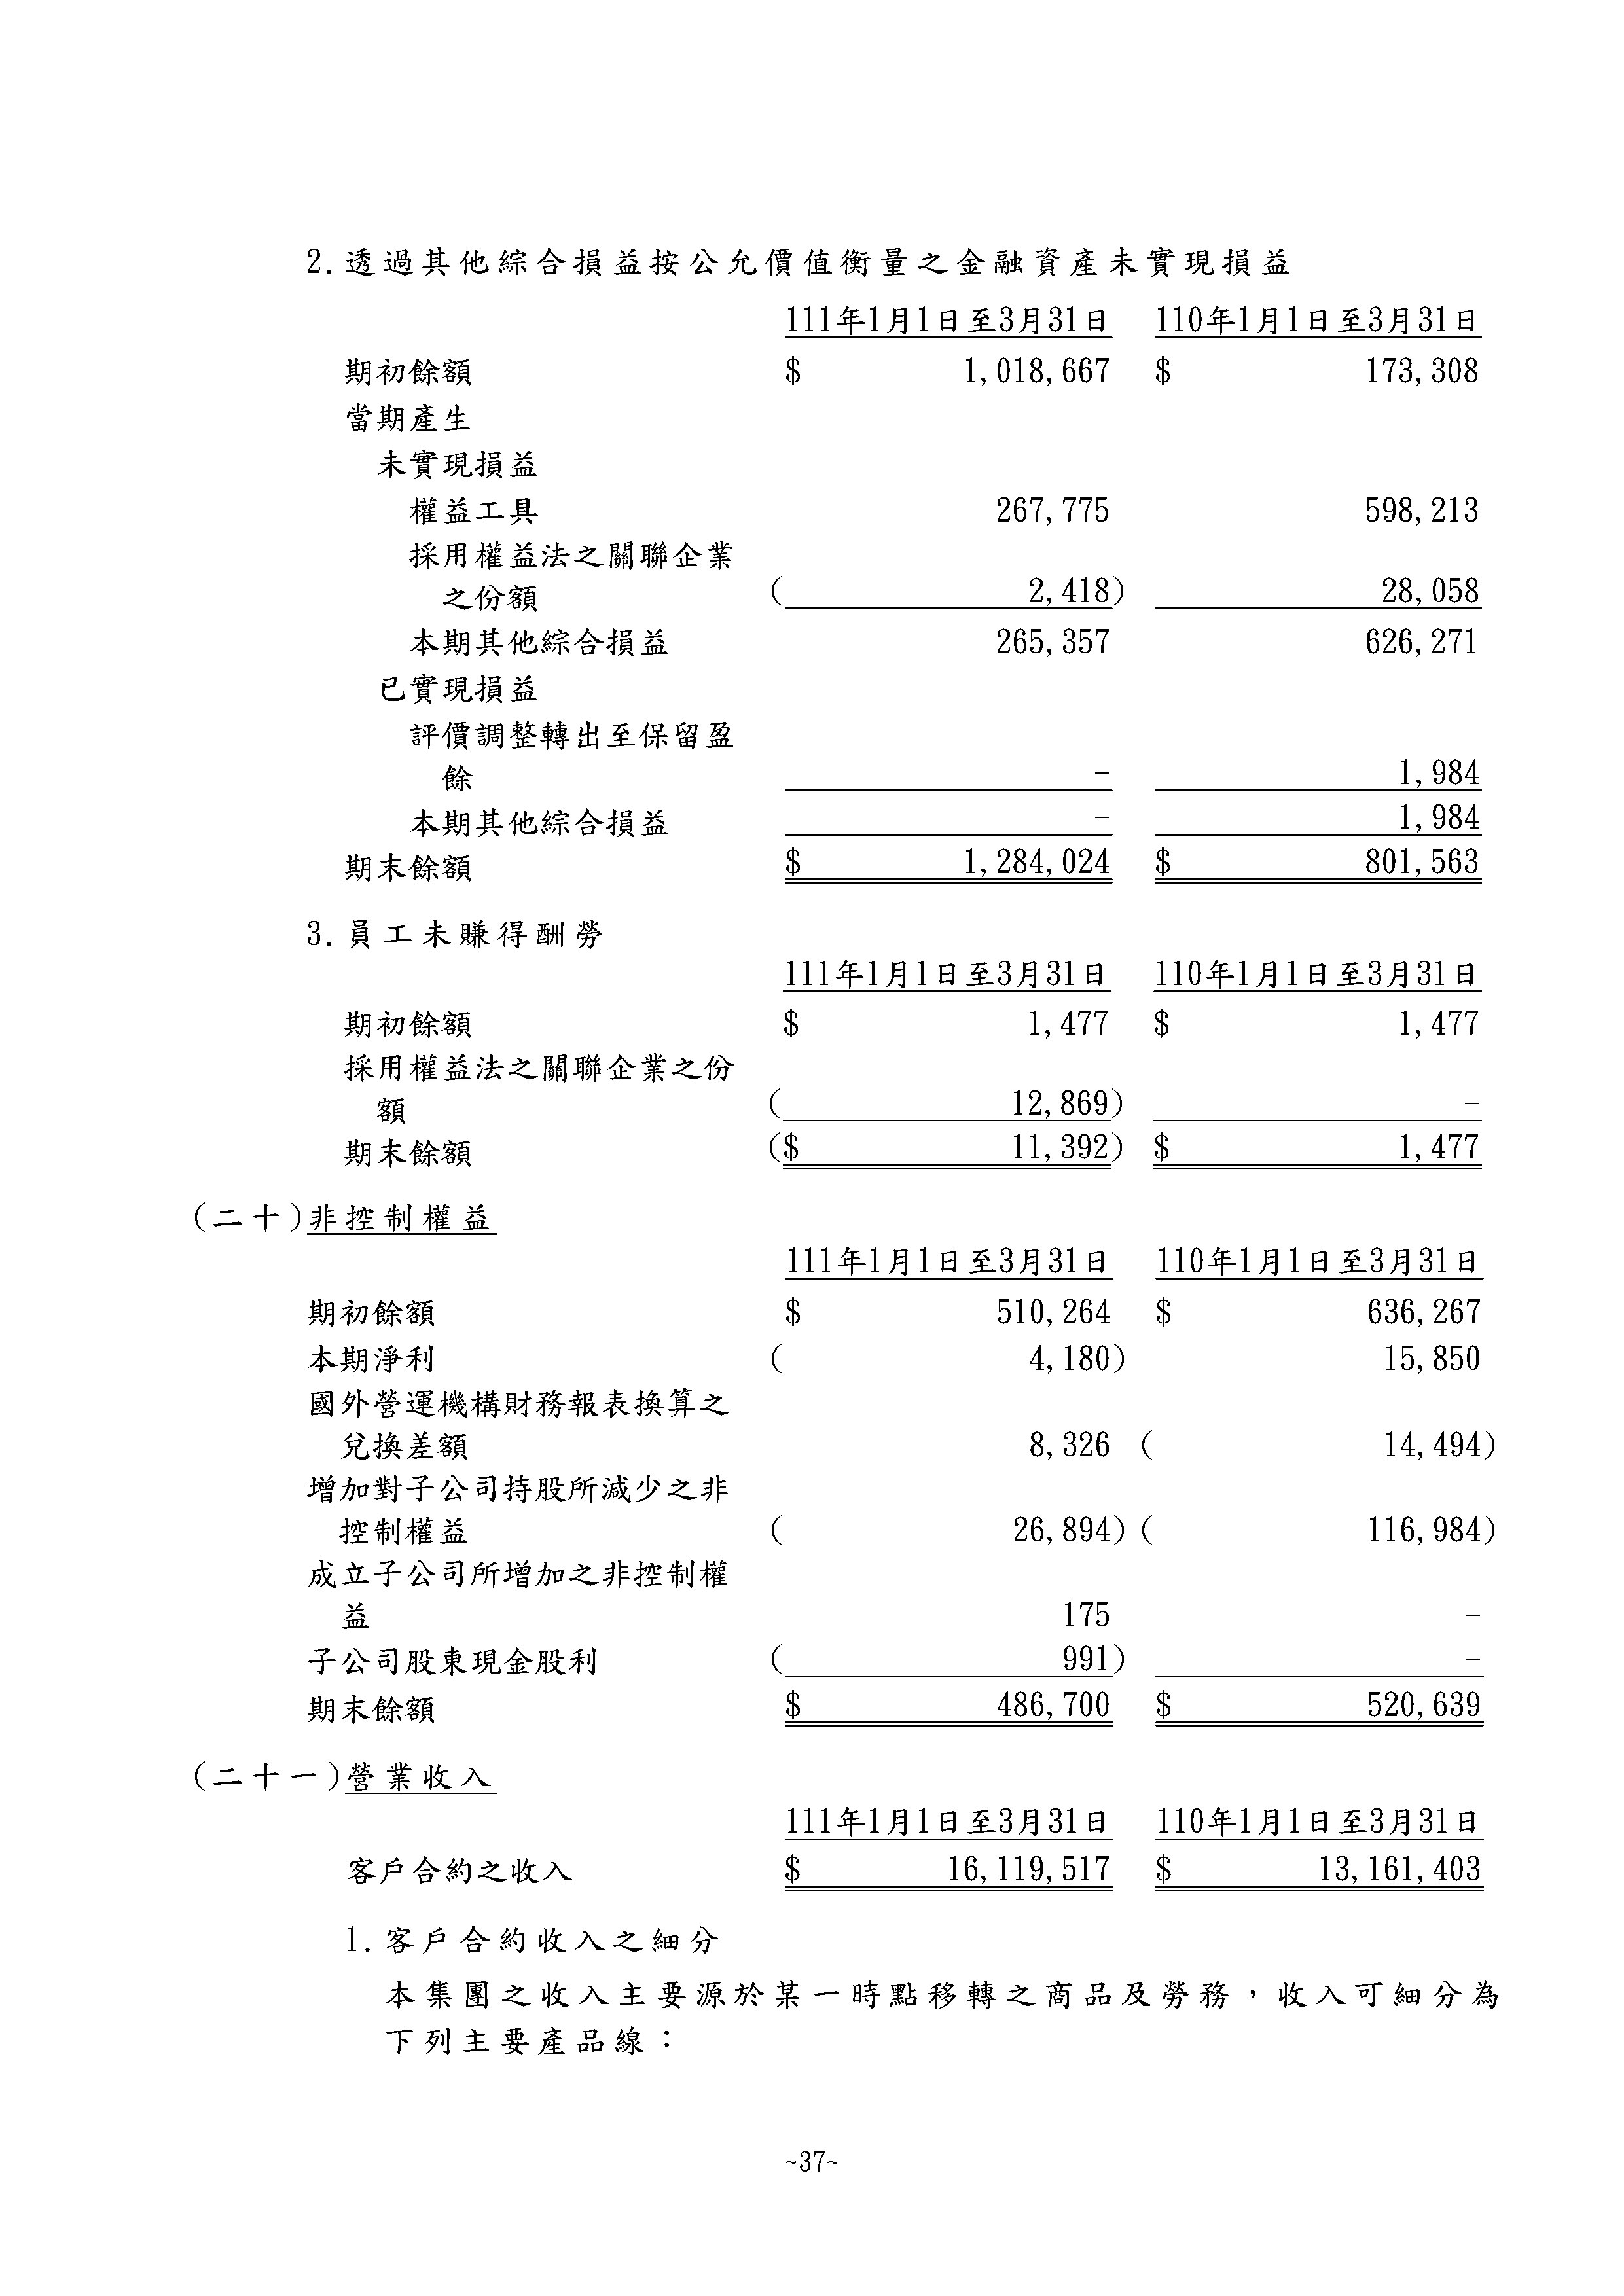 2.透過其他綜合損益按公允價值衡量之金融資產未實現損益
111年1月1日至3月31日 110年1月1日至3月31日
期初餘額 $ 1,018,667 $ 173,308
當期產生
未實現損益
權益工具 267,775 598,213
採用權益法之關聯企業
之份額 ( 2,418) 28,058
本期其他綜合損益 265,357 626,271
已實現損益
評價調整轉出至保留盈
餘 - 1,984
本期其他綜合損益 - 1,984
期末餘額 $ 1,284,024 $ 801,563
3.員工未賺得酬勞
111年1月1日至3月31日 110年1月1日至3月31日
期初餘額 $ 1,477 $ 1,477
採用權益法之關聯企業之份
額 ( 12,869) -
期末餘額 ($ 11,392) $ 1,477
(二十)非控制權益
111年1月1日至3月31日 110年1月1日至3月31日
期初餘額 $ 510,264 $ 636,267
本期淨利 ( 4,180) 15,850
國外營運機構財務報表換算之
兌換差額 8,326 ( 14,494)
增加對子公司持股所減少之非
控制權益 ( 26,894) ( 116,984)
成立子公司所增加之非控制權
益 175 -
子公司股東現金股利 ( 991) -
期末餘額 $ 486,700 $ 520,639
(二十一)營業收入
111年1月1日至3月31日 110年1月1日至3月31日
客戶合約之收入 $ 16,119,517 $ 13,161,403
1.客戶合約收入之細分
本集團之收入主要源於某一時點移轉之商品及勞務，收入可細分為
下列主要產品線：
~37~